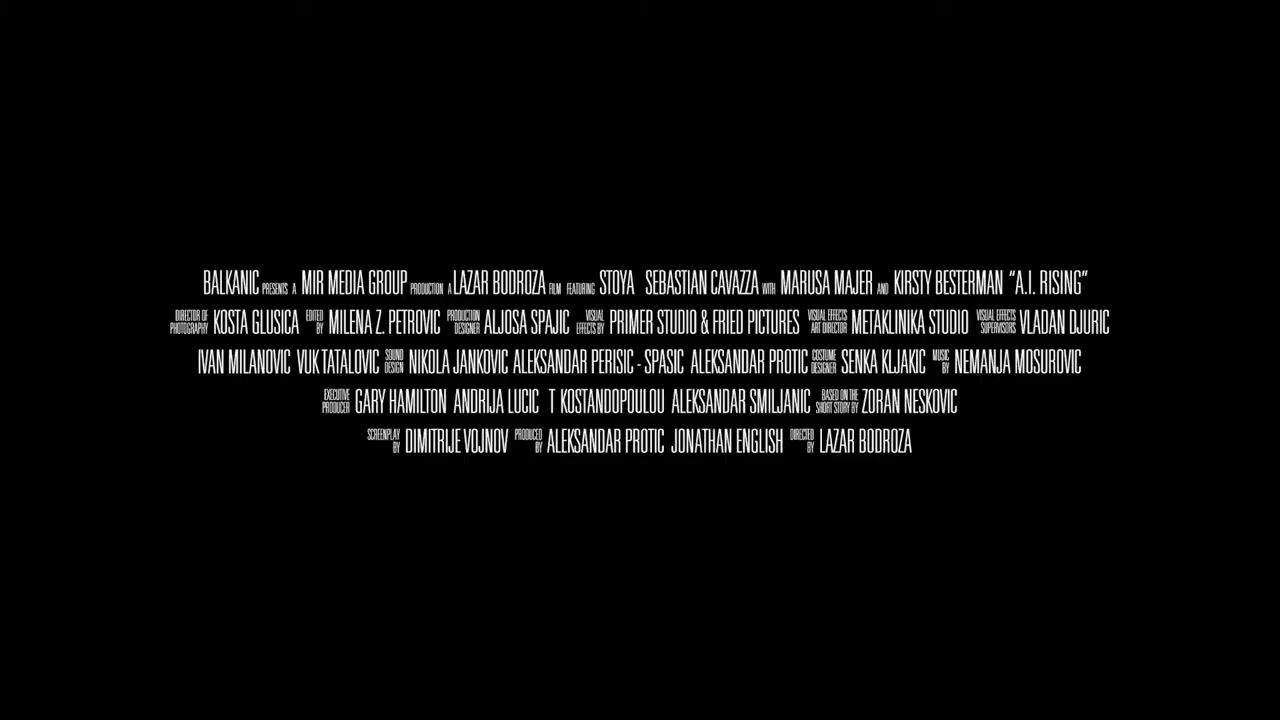 BALKANIC PRESENTS A MIR MEDIA GROUP PRODUCTION A LAZAR BODROZA FILM FEATURING STOYA SEBASTIAN CAVAZZA WITH MARUSA MAJER AND KIRSTY BESTERMAN “A.I. RISING”
DIRECTOR OF PHOTOGRAPHY KOSTA GLUSICA EDITED BY MILENA Z. PETROVIC PRODUCTION DESIGNER ALJOSA SPAJIC VISUAL EFFECTS BY PRIMER STUDIO & FRIED PICTURES VISUAL EFFECTS ART DIRECTOR METAKLINIKA STUDIO VISUAL EFFECTS SUPERVISORS VLADAN DJURIC
IVAN MILANOVIC VUK TATALOVIC SOUND DESIGN NIKOLA JANKOVIC ALEKSANDAR PERISIC - SPASIC ALEKSANDAR PROTIC COSTUME DESIGNER SENKA KLJAKIC MUSIC BY NEMANJA MOSUROVIC
EXECUTIVE PRODUCER GARY HAMILTON ANDRIJA LUCIC T KOSTANDOPOULOU ALEKSANDAR SMILJANIC BASED ON THE SHORT STORY BY ZORAN NESKOVIC
SCREENPLAY BY DIMITRIJE VOJNOV PRODUCED BY ALEKSANDAR PROTIC JONATHAN ENGLISH DIRECTED BY LAZAR BODROZA